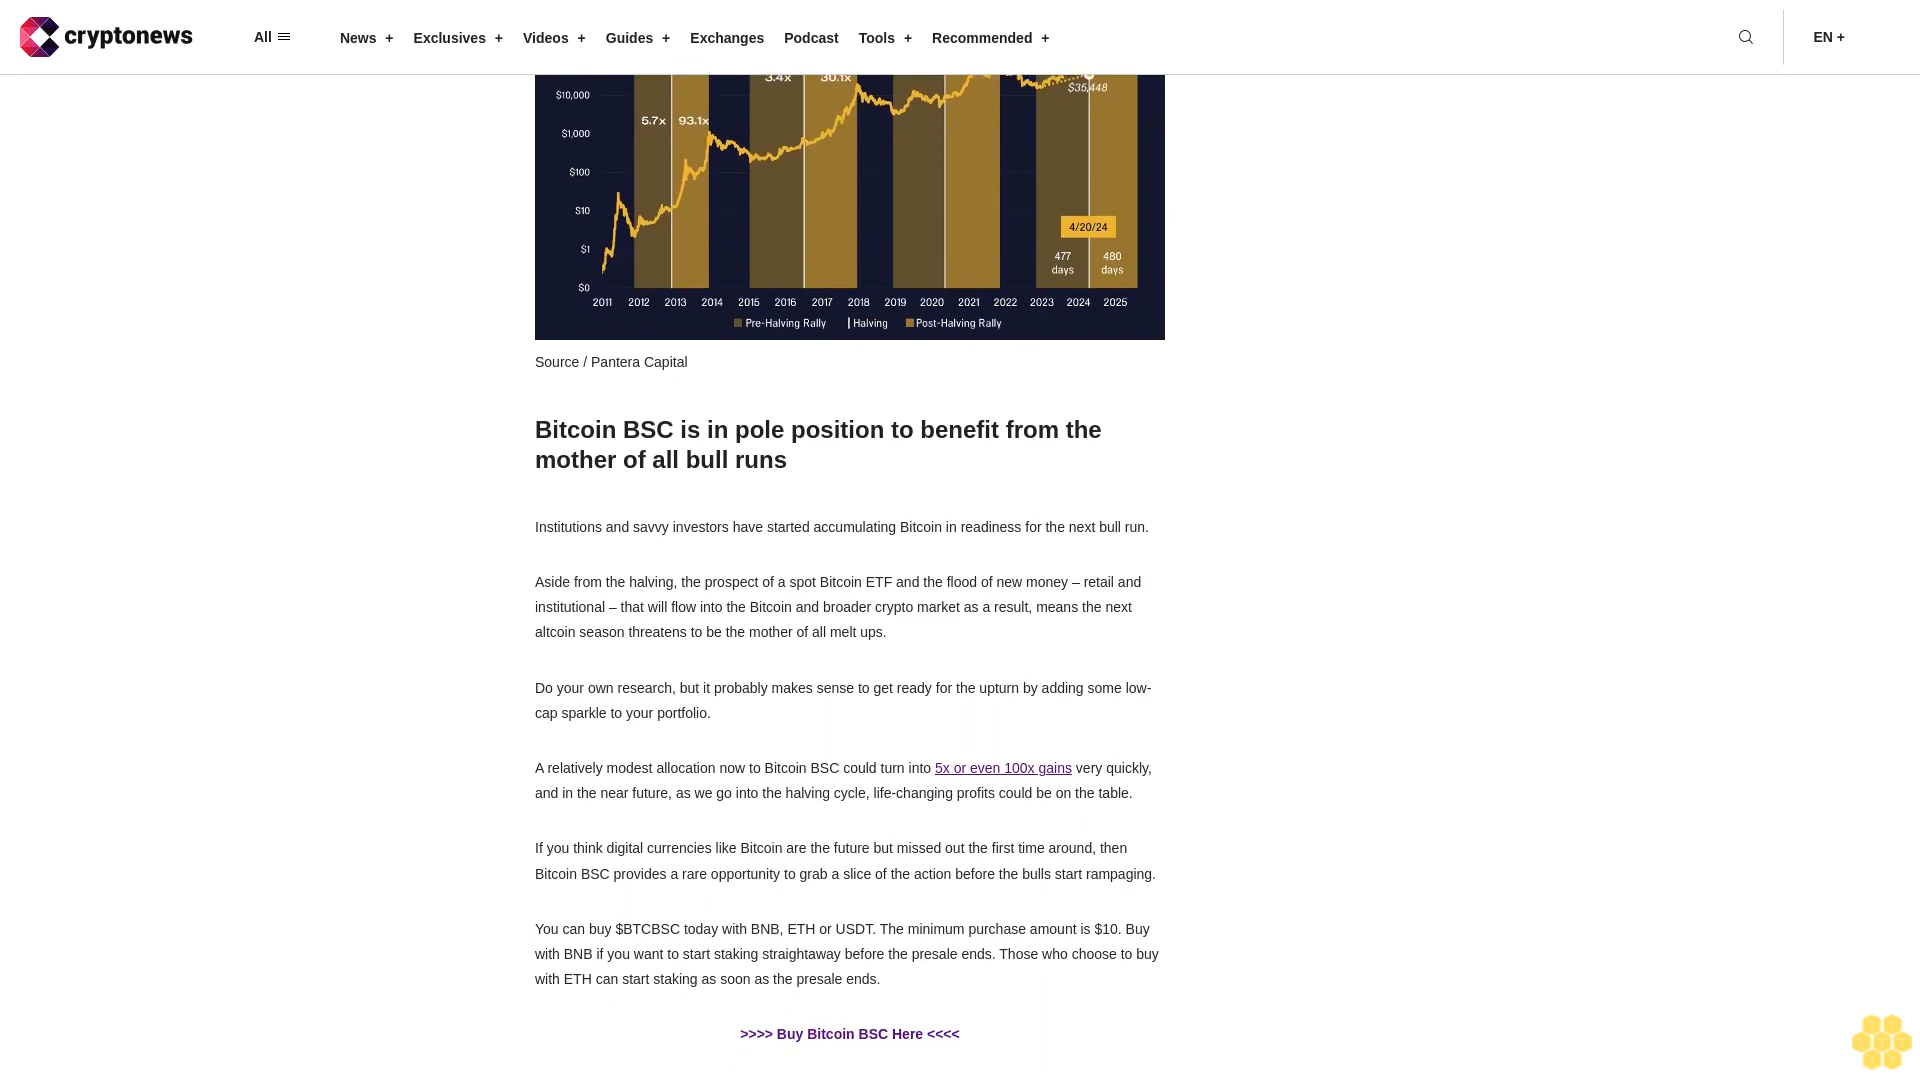 cryptonews
All
News +
Exclusives +
Videos +
Guides +
Exchanges
Podcast
Tools +
Recommended +
EN +
3.4x 30.1x
$35,448
$10,000
5.7x 93.1x
$1,000
$100
$10
4/20/24
$1
477 480
days days
$0
2011 2012 2013 2014 2015 2016 2017 2018 2019 2020 2021 2022 2023 2024 2025
Pre-Halving Rally Halving Post-Halving Rally
Source / Pantera Capital
Bitcoin BSC is in pole position to benefit from the
mother of all bull runs
Institutions and savvy investors have started accumulating Bitcoin in readiness for the next bull run.
Aside from the halving, the prospect of a spot Bitcoin ETF and the flood of new money – retail and
institutional – that will flow into the Bitcoin and broader crypto market as a result, means the next
altcoin season threatens to be the mother of all melt ups.
Do your own research, but it probably makes sense to get ready for the upturn by adding some low-
cap sparkle to your portfolio.
A relatively modest allocation now to Bitcoin BSC could turn into 5x or even 100x gains very quickly,
and in the near future, as we go into the halving cycle, life-changing profits could be on the table.
If you think digital currencies like Bitcoin are the future but missed out the first time around, then
Bitcoin BSC provides a rare opportunity to grab a slice of the action before the bulls start rampaging.
You can buy $BTCBSC today with BNB, ETH or USDT. The minimum purchase amount is $10. Buy
with BNB if you want to start staking straightaway before the presale ends. Those who choose to buy
with ETH can start staking as soon as the presale ends.
>>>> Buy Bitcoin BSC Here <<<<